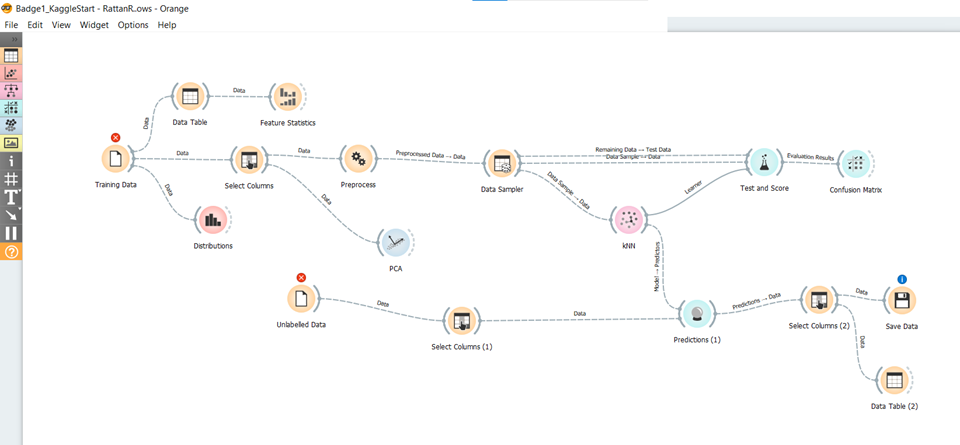 Badge1_KaggleStart - RattanR..ows - Orange
File Edit View Widget Options Help
Data
Data Table
Feature Statistics
Data
Data
Data
Preprocessed Data → Data
Remaining Data → Test Data
Data Sample → Data
Evaluation Results
Training Data
Select Columns
Preprocess
Data Sampler
Test and Score
Confusion Matrix
Data
Data
Data Sample → Data
Learner
Distributions
PCA
kNN
Model → Predictors
Unlabelled Data
Data
Select Columns (1)
Data
Predictions (1)
Predictions → Data
Select Columns (2)
Data
Save Data
Data
Data Table (2)